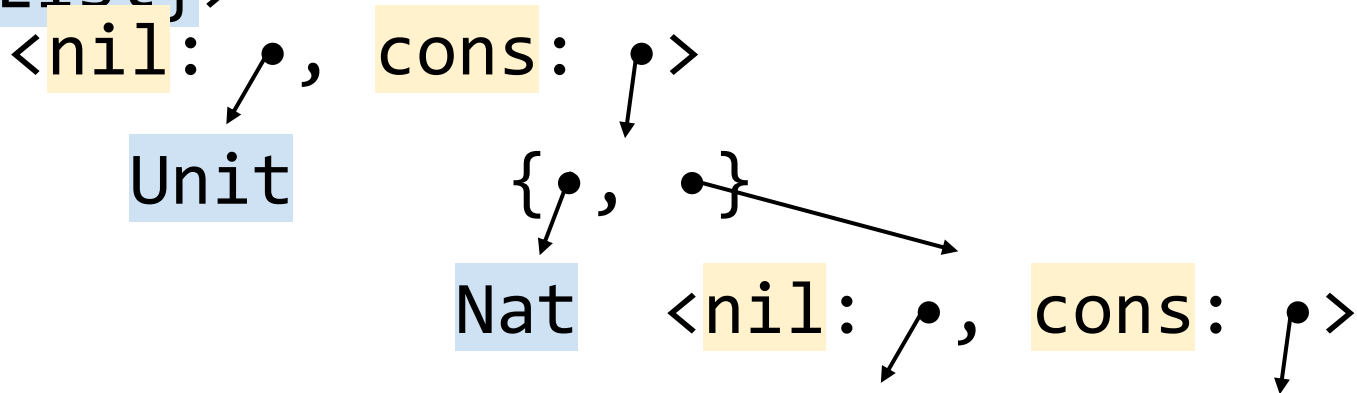 <nil: •, cons: •>
Unit {•, •}
Nat <nil: •, cons: •>